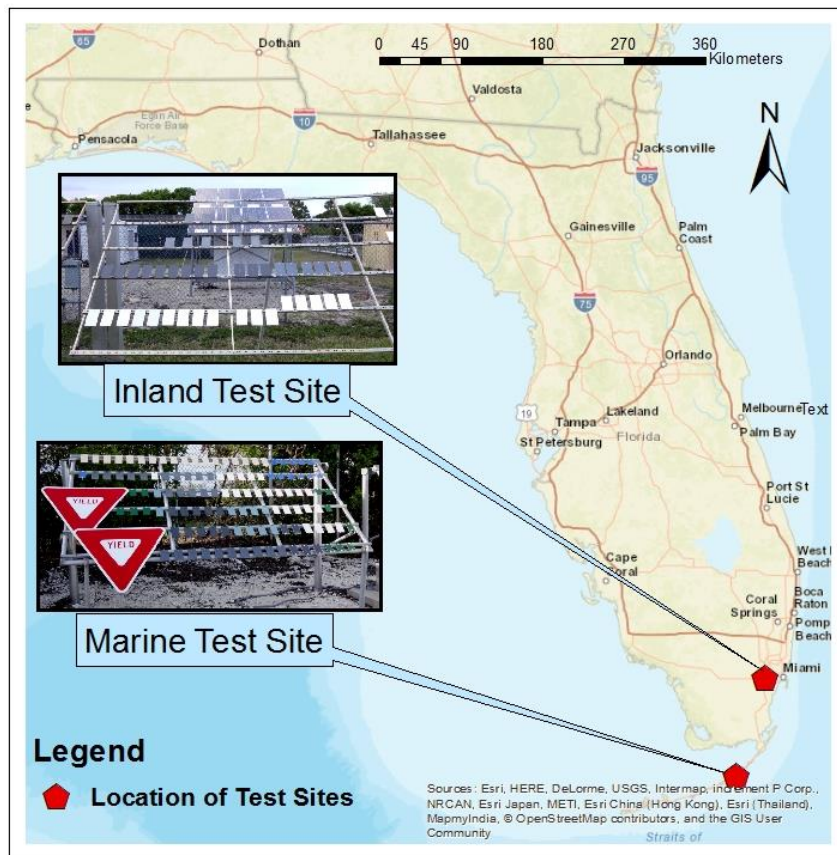 65
Dothan
0 45 90 180 270 360
Kilometers
Valdosta
Eglin Air
Force Base
10
Pensacola
Tallahassee
N
Jacksonville
95
Gainesville
Palm
Coast
75
Orlando
Inland Test Site
19
Tampa
Lakeland
St Petersburg
Florida
Melbourne
Text
Palm Bay
YIELD
YIELD
Port St
Lucie
Cape
Coral
West
Beach
Boca
Raton
Coral
Springs
Pomp
Beach
Marine Test Site
Miami
Legend
Location of Test Sites
Sources: Esri, HERE, DeLorme, USGS, Intermap, increment P Corp.,
NRCAN, Esri Japan, METI, Esri China (Hong Kong), Esri (Thailand),
MapmyIndia, © OpenStreetMap contributors, and the GIS User
Community
Straits of